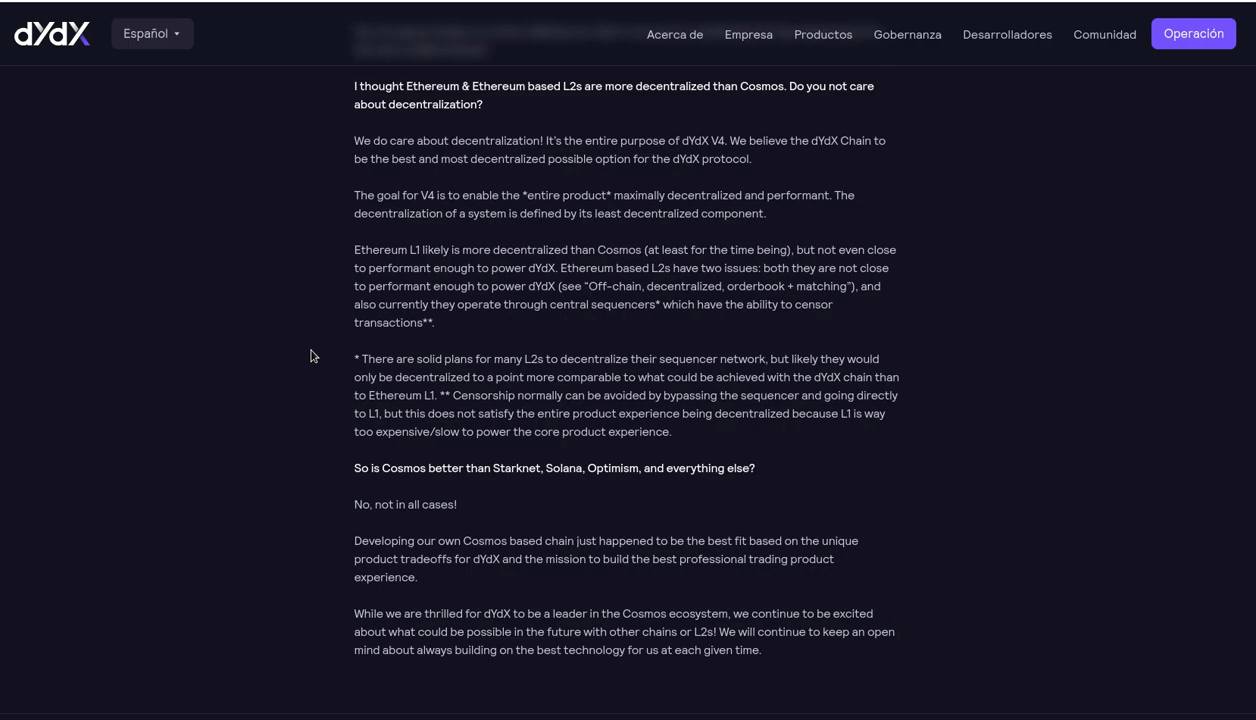 dYdX
Español
Acerca de
Empresa
Productos
Gobernanza
Desarrolladores
Comunidad
Operación
I thought Ethereum & Ethereum based L2s are more decentralized than Cosmos. Do you not care
about decentralization?
We do care about decentralization! It's the entire purpose of dYdX V4. We believe the dYdX Chain to
be the best and most decentralized possible option for the dYdX protocol.
The goal for V4 is to enable the *entire product* maximally decentralized and performant. The
decentralization of a system is defined by its least decentralized component.
Ethereum L1 likely is more decentralized than Cosmos (at least for the time being), but not even close
to performant enough to power dYdX. Ethereum based L2s have two issues: both they are not close
to performant enough to power dYdX (see "Off-chain, decentralized, orderbook + matching"), and
also currently they operate through central sequencers* which have the ability to censor
transactions**.
* There are solid plans for many L2s to decentralize their sequencer network, but likely they would
only be decentralized to a point more comparable to what could be achieved with the dYdX chain than
to Ethereum L1. ** Censorship normally can be avoided by bypassing the sequencer and going directly
to L1, but this does not satisfy the entire product experience being decentralized because L1 is way
too expensive/slow to power the core product experience.
So is Cosmos better than Starknet, Solana, Optimism, and everything else?
No, not in all cases!
Developing our own Cosmos based chain just happened to be the best fit based on the unique
product tradeoffs for dYdX and the mission to build the best professional trading product
experience.
While we are thrilled for dYdX to be a leader in the Cosmos ecosystem, we continue to be excited
about what could be possible in the future with other chains or L2s! We will continue to keep an open
mind about always building on the best technology for us at each given time.